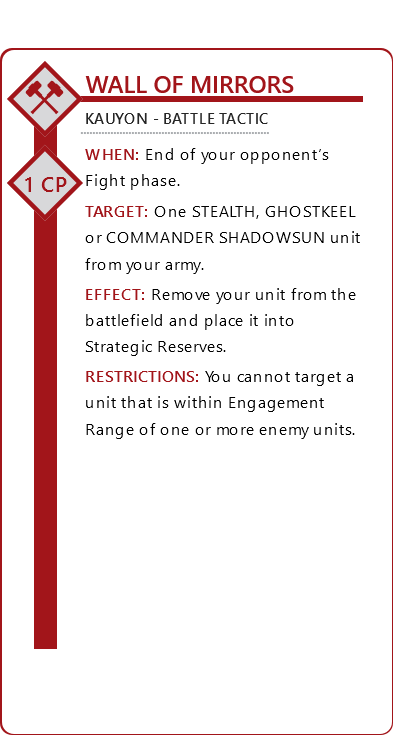 WALL OF MIRRORS
KAUYON - BATTLE TACTIC
WHEN: End of your opponent's
Fight phase.
1 CP
TARGET: One STEALTH, GHOSTKEEL
or COMMANDER SHADOWSUN unit
from your army.
EFFECT: Remove your unit from the
battlefield and place it into
Strategic Reserves.
RESTRICTIONS: You cannot target a
unit that is within Engagement
Range of one or more enemy units.